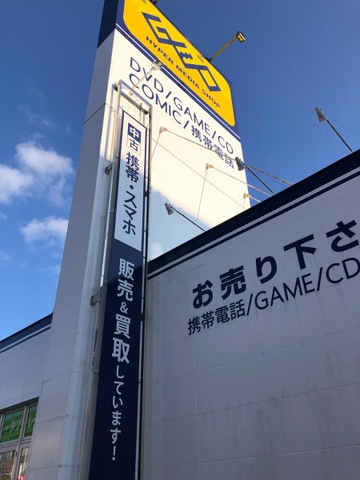 HYPER MEDIA SHOP
DVD/GAME/CD
COMIC/携帯電話
中古 携帯・スマホ
販売&買取しています!
お売り下さ
携帯電話/GAME/CD